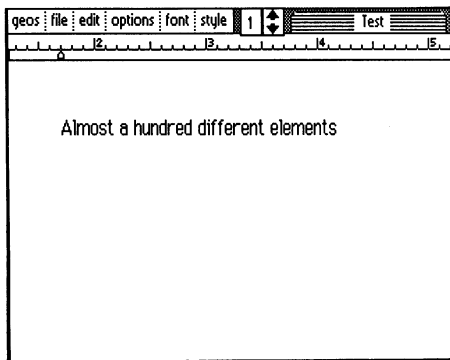 geos file edit options font style 1 Test
2 3 4 5
Almost a hundred different elements